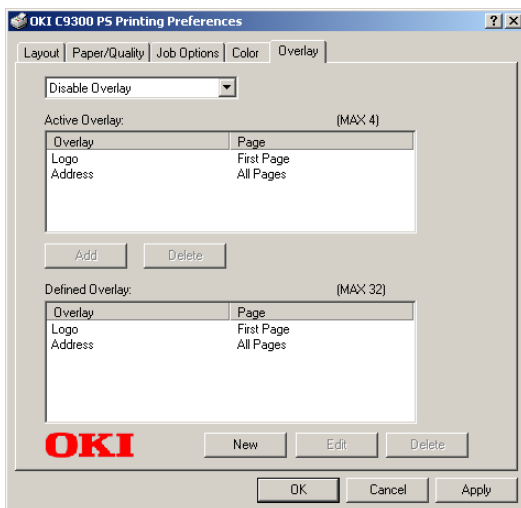 OKI C9300 PS Printing Preferences
Layout Paper/Quality Job Options Color Overlay
Disable Overlay
Active Overlay: (MAX 4)
Overlay Page
Logo First Page
Address All Pages
Add Delete
Defined Overlay: (MAX 32)
Overlay Page
Logo First Page
Address All Pages
OKI New Edit Delete
OK Cancel Apply